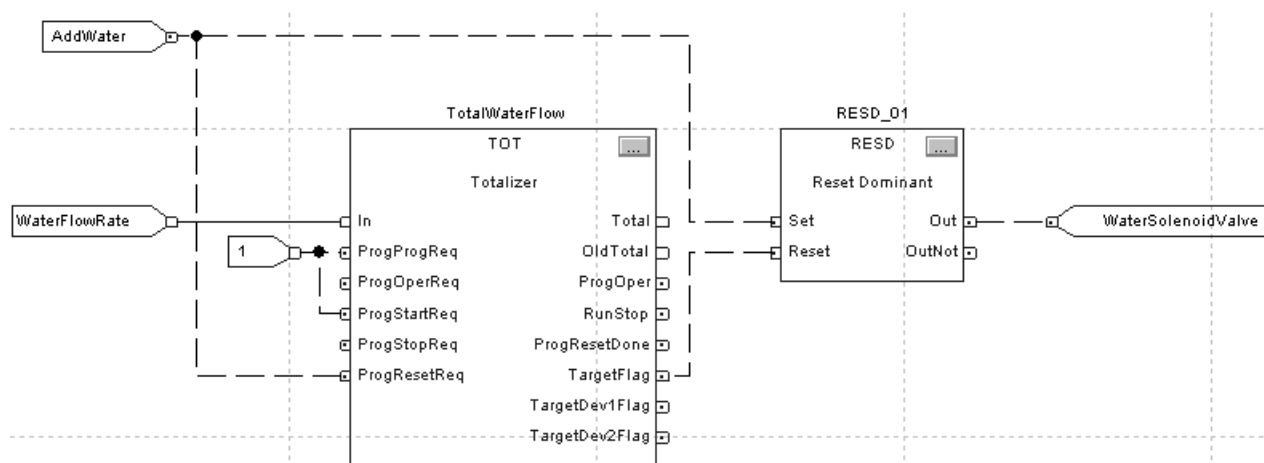 AddWater
TotalWaterFlow
RESD_01
TOT
...
RESD
...
Totalizer
Reset Dominant
WaterFlowRate
In
Total
Set
Out
WaterSolenoidValve
1
ProgProgReq
OldTotal
Reset
OutNot
ProgOperReq
ProgOper
ProgStartReq
RunStop
ProgStopReq
ProgResetDone
ProgResetReq
TargetFlag
TargetDev1Flag
TargetDev2Flag